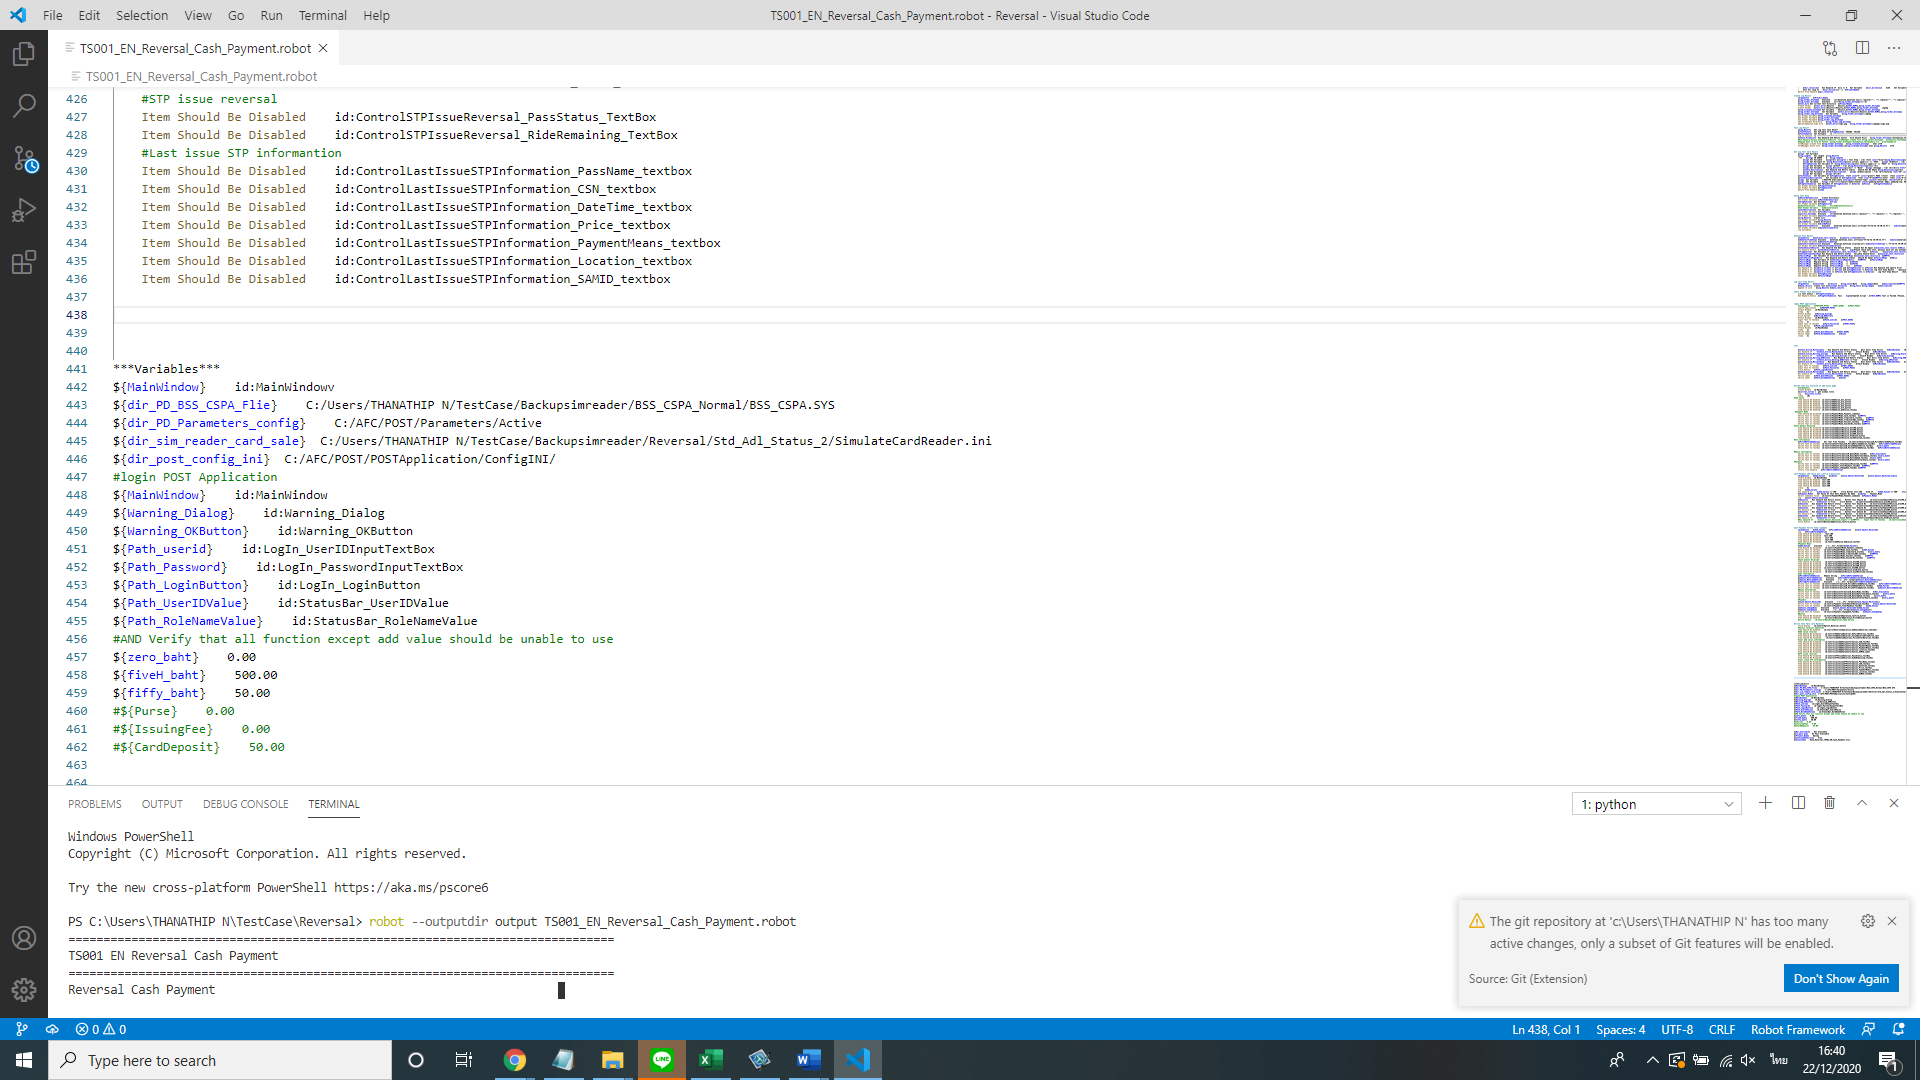 File Edit Selection View Go Run Terminal Help
TS001_EN_Reversal_Cash_Payment.robot - Reversal - Visual Studio Code
TS001_EN_Reversal_Cash_Payment.robot
TS001_EN_Reversal_Cash_Payment.robot
426 #STP issue reversal
427 Item Should Be Disabled id:ControlSTPIssueReversal_PassStatus_TextBox
428 Item Should Be Disabled id:ControlSTPIssueReversal_RideRemaining_TextBox
429 #Last issue STP informantion
430 Item Should Be Disabled id:ControlLastIssueSTPInformation_PassName_textbox
431 Item Should Be Disabled id:ControlLastIssueSTPInformation_CSN_textbox
432 Item Should Be Disabled id:ControlLastIssueSTPInformation_DateTime_textbox
433 Item Should Be Disabled id:ControlLastIssueSTPInformation_Price_textbox
434 Item Should Be Disabled id:ControlLastIssueSTPInformation_PaymentMeans_textbox
435 Item Should Be Disabled id:ControlLastIssueSTPInformation_Location_textbox
436 Item Should Be Disabled id:ControlLastIssueSTPInformation_SAMID_textbox
437
438
439
440
441 ***Variables***
442 ${MainWindow} id:MainWindowv
443 ${dir_PD_BSS_CSPA_Flie} C:/Users/THANATHIP N/TestCase/Backupsimreader/BSS_CSPA_Normal/BSS_CSPA.SYS
444 ${dir_PD_Parameters_config} C:/AFC/POST/Parameters/Active
445 ${dir_sim_reader_card_sale} C:/Users/THANATHIP N/TestCase/Backupsimreader/Reversal/Std_Adl_Status_2/SimulateCardReader.ini
446 ${dir_post_config_ini} C:/AFC/POST/POSTApplication/ConfigINI/
447 #login POST Application
448 ${MainWindow} id:MainWindow
449 ${Warning_Dialog} id:Warning_Dialog
450 ${Warning_OKButton} id:Warning_OKButton
451 ${Path_userid} id:LogIn_UserIDInputTextBox
452 ${Path_Password} id:LogIn_PasswordInputTextBox
453 ${Path_LoginButton} id:LogIn_LoginButton
454 ${Path_UserIDValue} id:StatusBar_UserIDValue
455 ${Path_RoleNameValue} id:StatusBar_RoleNameValue
456 #AND Verify that all function except add value should be unable to use
457 ${zero_baht} 0.00
458 ${fiveH_baht} 500.00
459 ${fiffy_baht} 50.00
460 #${Purse} 0.00
461 #${IssuingFee} 0.00
462 #${CardDeposit} 50.00
463
464
PROBLEMS OUTPUT DEBUG CONSOLE TERMINAL
1: python
Windows PowerShell
Copyright (C) Microsoft Corporation. All rights reserved.
Try the new cross-platform PowerShell https://aka.ms/pscore6
PS C:\Users\THANATHIP N\TestCase\Reversal> robot --outputdir output TS001_EN_Reversal_Cash_Payment.robot
==============================================================================
TS001 EN Reversal Cash Payment
==============================================================================
Reversal Cash Payment
The git repository at 'c:\Users\THANATHIP N' has too many
active changes, only a subset of Git features will be enabled.
Source: Git (Extension)
Don't Show Again
0 0
Ln 438, Col 1 Spaces: 4 UTF-8 CRLF Robot Framework
Type here to search
LINE
ไทย
16:40
22/12/2020
1